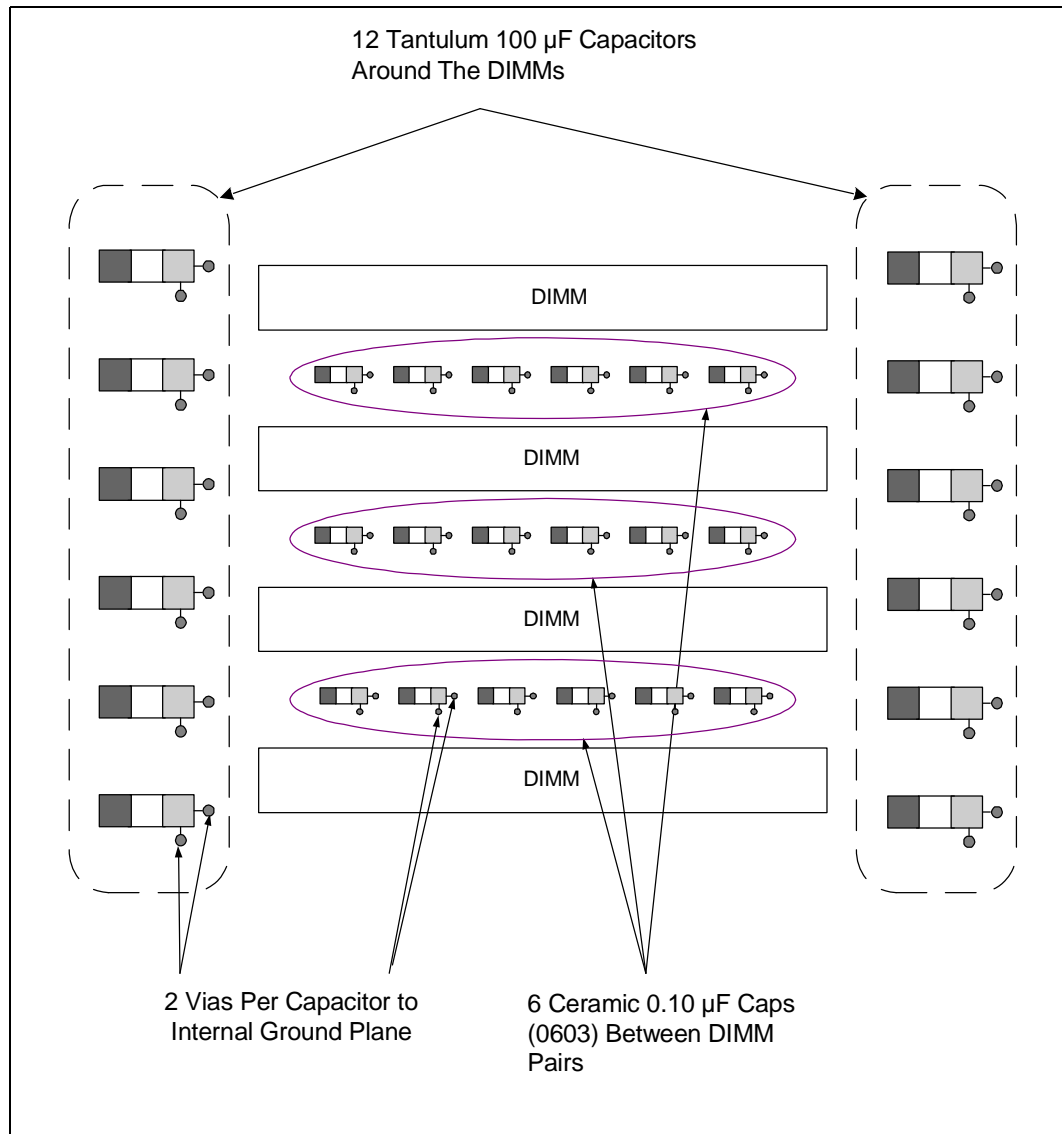 12 Tantulum 100 µF Capacitors
Around The DIMMs
DIMM
DIMM
DIMM
DIMM
2 Vias Per Capacitor to
Internal Ground Plane
6 Ceramic 0.10 µF Caps
(0603) Between DIMM
Pairs